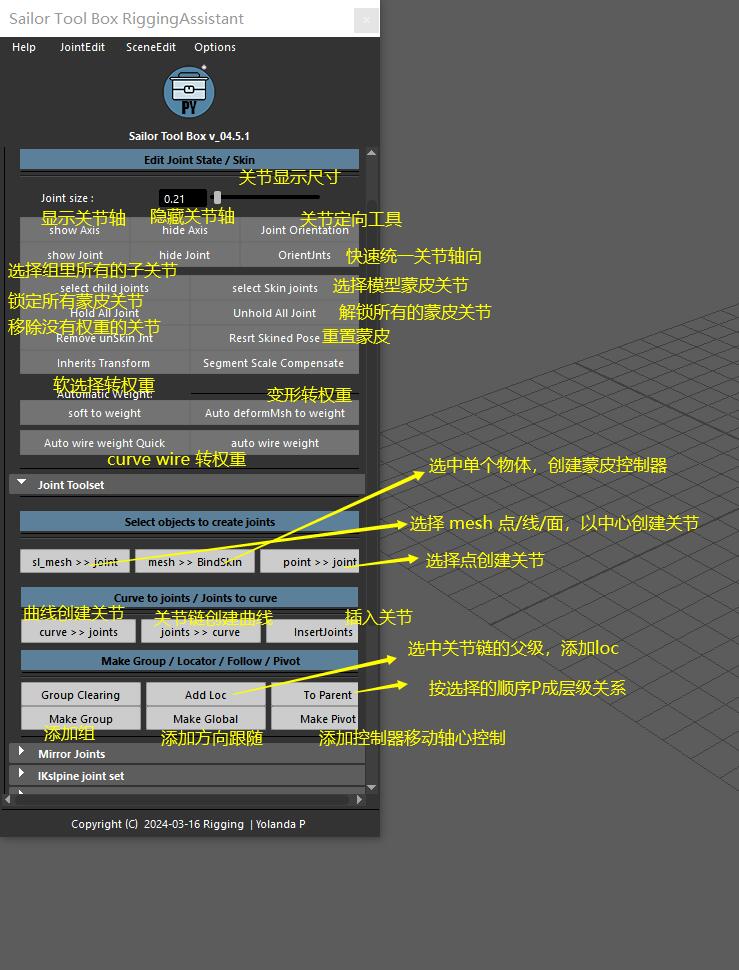 Sailor Tool Box RiggingAssistant
Help JointEdit SceneEdit Options
PY
Sailor Tool Box v_04.5.1
Edit Joint State / Skin
关节显示尺寸
Joint size : 0.21
显示关节轴 隐藏关节轴 关节定向工具
show Axis hide Axis Joint Orientation
show Joint hide Joint OrientJnts 快速统一关节轴向
选择组里所有的子关节
select child joints select Skin joints 选择模型蒙皮关节
锁定所有蒙皮关节
Hold All Joint Unhold All Joint 解锁所有的蒙皮关节
移除没有权重的关节
Remove unSkin Jnt Resrt Skined Pose 重置蒙皮
Inherits Transform Segment Scale Compensate
软选择转权重 变形转权重
Automatic Weight:
soft to weight Auto deformMsh to weight
Auto wire weight Quick auto wire weight
curve wire 转权重
选中单个物体，创建蒙皮控制器
Joint Toolset
Select objects to create joints
选择 mesh 点/线/面，以中心创建关节
sl_mesh >> joint mesh >> BindSkin point >> joint 选择点创建关节
Curve to joints / Joints to curve
曲线创建关节 关节链创建曲线 插入关节
curve >> joints joints >> curve InsertJoints
选中关节链的父级，添加loc
Make Group / Locator / Follow / Pivot
按选择的顺序P成层级关系
Group Clearing Add Loc To Parent
Make Group Make Global Make Pivot
添加组 添加方向跟随 添加控制器移动轴心控制
Mirror Joints
IKslpine joint set
Copyright (C) 2024-03-16 Rigging | Yolanda P